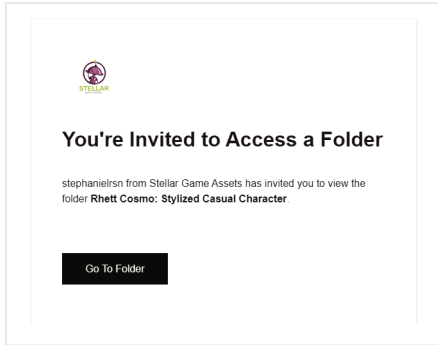 STELLAR
You're Invited to Access a Folder
stephanielrsn from Stellar Game Assets has invited you to view the
folder Rhett Cosmo: Stylized Casual Character.
Go To Folder